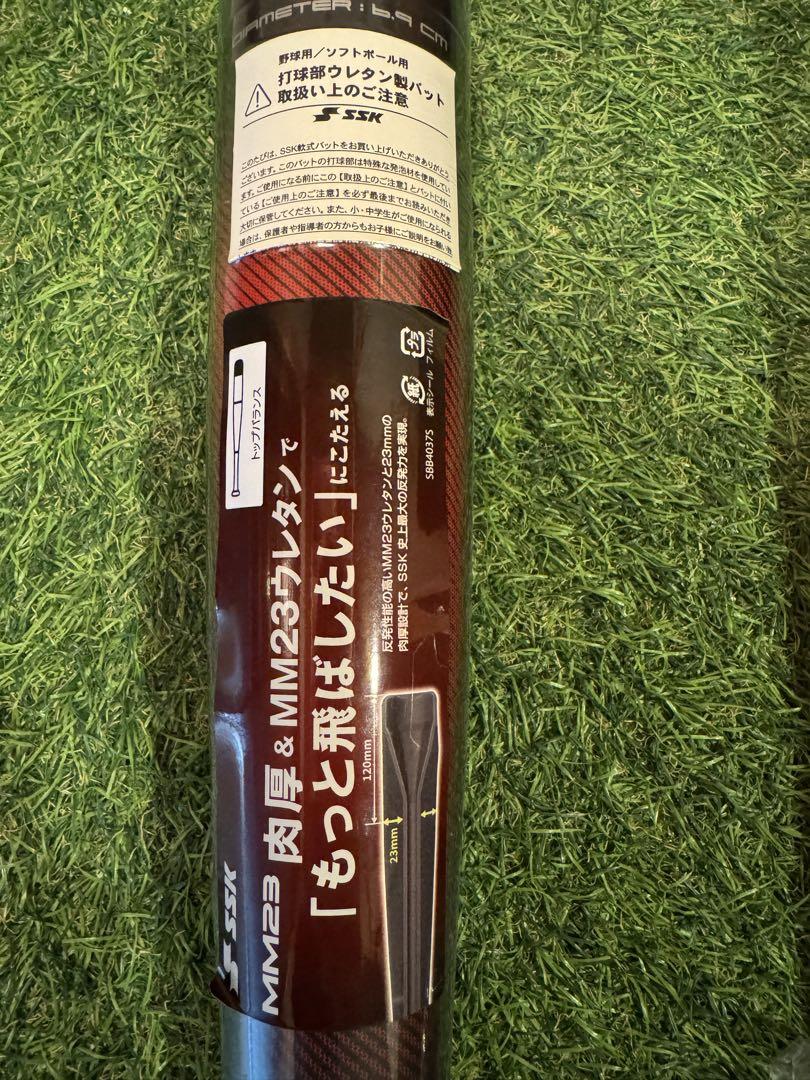 DIAMETER : 6.9 CM
野球用/ソフトボール用
打球部ウレタン製バット
取扱い上のご注意
SSK
このたびは、SSK軟式バットをお買い上げいただきありがとう
ございます。このバットの打球部は特殊な発泡材を使用してい
ます。ご使用になる前にこの【取扱上のご注意】とバットに付い
ている【ご使用上のご注意】を必ず最後までお読みいただき
大切に保管してください。また、小・中学生がご使用になられる
場合は、保護者や指導者の方からもお子様にご説明をお願い致
トップバランス
SSK
MM23 肉厚 & MM23ウレタンで
「もっと飛ばしたい」にこたえる
反発性能の高いMM23ウレタンと23mmの
肉厚設計で、SSK 史上最大の反発力を実現。
120mm
23mm
SBB4037S
紙
表示シール
プラ
フィルム